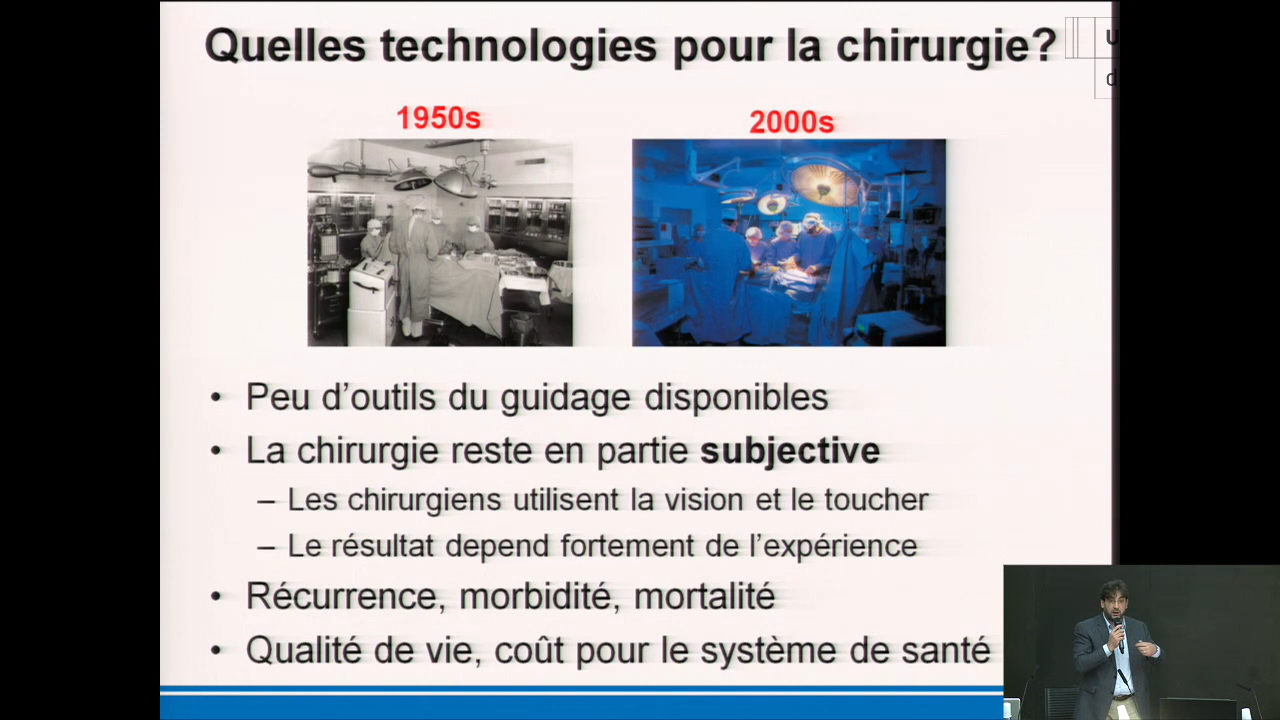 Quelles technologies pour la chirurgie?
1950s
2000s
• Peu d'outils du guidage disponibles
• La chirurgie reste en partie subjective
– Les chirurgiens utilisent la vision et le toucher
– Le résultat depend fortement de l'expérience
• Récurrence, morbidité, mortalité
• Qualité de vie, coût pour le système de santé